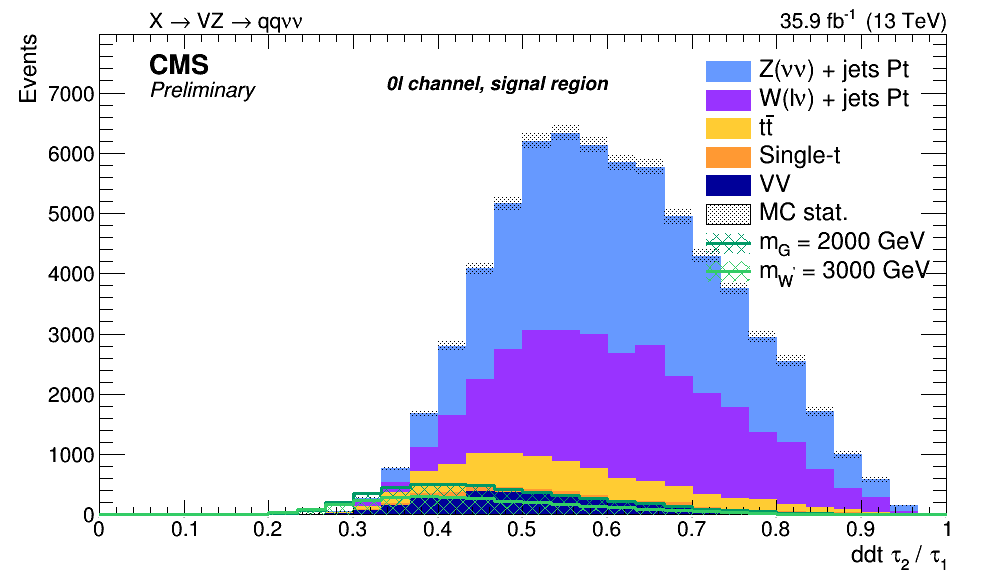 X → VZ → qqνν
35.9 fb⁻¹ (13 TeV)
Events
CMS
Preliminary
0l channel, signal region
Z(νν) + jets Pt
W(lν) + jets Pt
tt̄
Single-t
VV
MC stat.
m_G = 2000 GeV
m_W' = 3000 GeV
7000
6000
5000
4000
3000
2000
1000
0
0 0.1 0.2 0.3 0.4 0.5 0.6 0.7 0.8 0.9 1
ddt τ₂ / τ₁